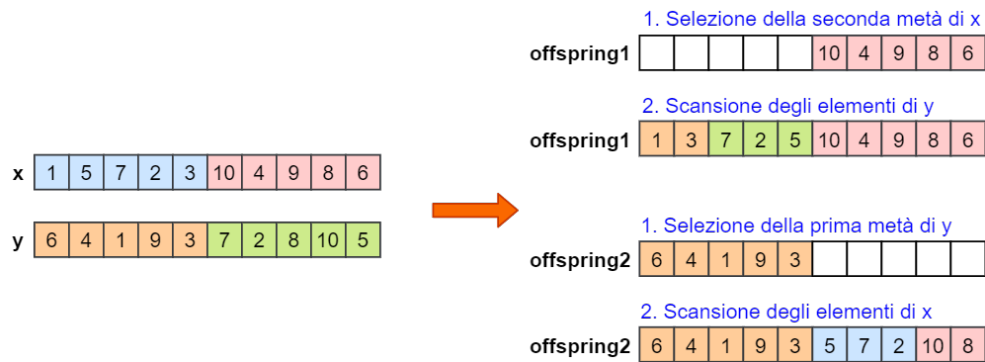 x 1 5 7 2 3 10 4 9 8 6
y 6 4 1 9 3 7 2 8 10 5
1. Selezione della seconda metà di x
offspring1 10 4 9 8 6
2. Scansione degli elementi di y
offspring1 1 3 7 2 5 10 4 9 8 6
1. Selezione della prima metà di y
offspring2 6 4 1 9 3
2. Scansione degli elementi di x
offspring2 6 4 1 9 3 5 7 2 10 8